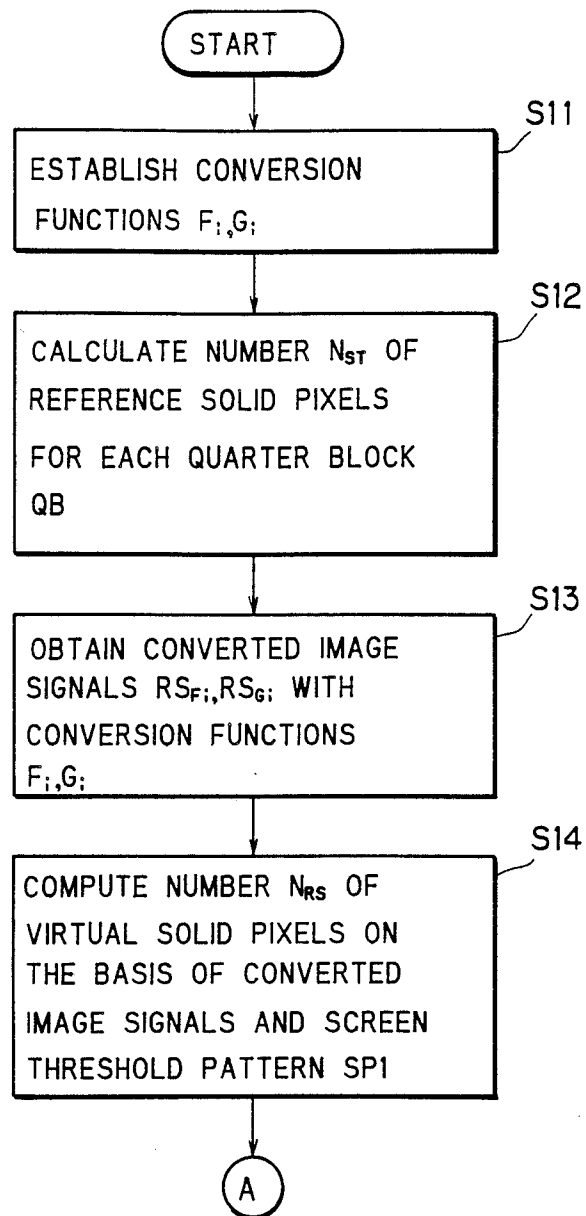 START
S11
ESTABLISH CONVERSION
FUNCTIONS Fi,Gi
S12
CALCULATE NUMBER NST OF
REFERENCE SOLID PIXELS
FOR EACH QUARTER BLOCK
QB
S13
OBTAIN CONVERTED IMAGE
SIGNALS RSFi,RSGi WITH
CONVERSION FUNCTIONS
Fi,Gi
S14
COMPUTE NUMBER NRS OF
VIRTUAL SOLID PIXELS ON
THE BASIS OF CONVERTED
IMAGE SIGNALS AND SCREEN
THRESHOLD PATTERN SP1
A